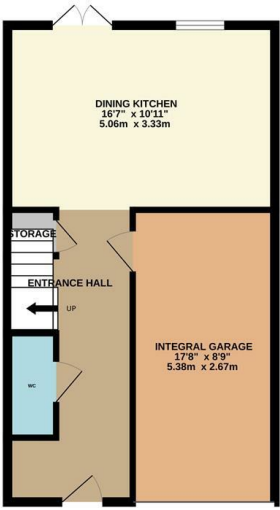 DINING KITCHEN
16'7" x 10'11"
5.06m x 3.33m
STORAGE
ENTRANCE HALL
UP
INTEGRAL GARAGE
17'8" x 8'9"
5.38m x 2.67m
WC